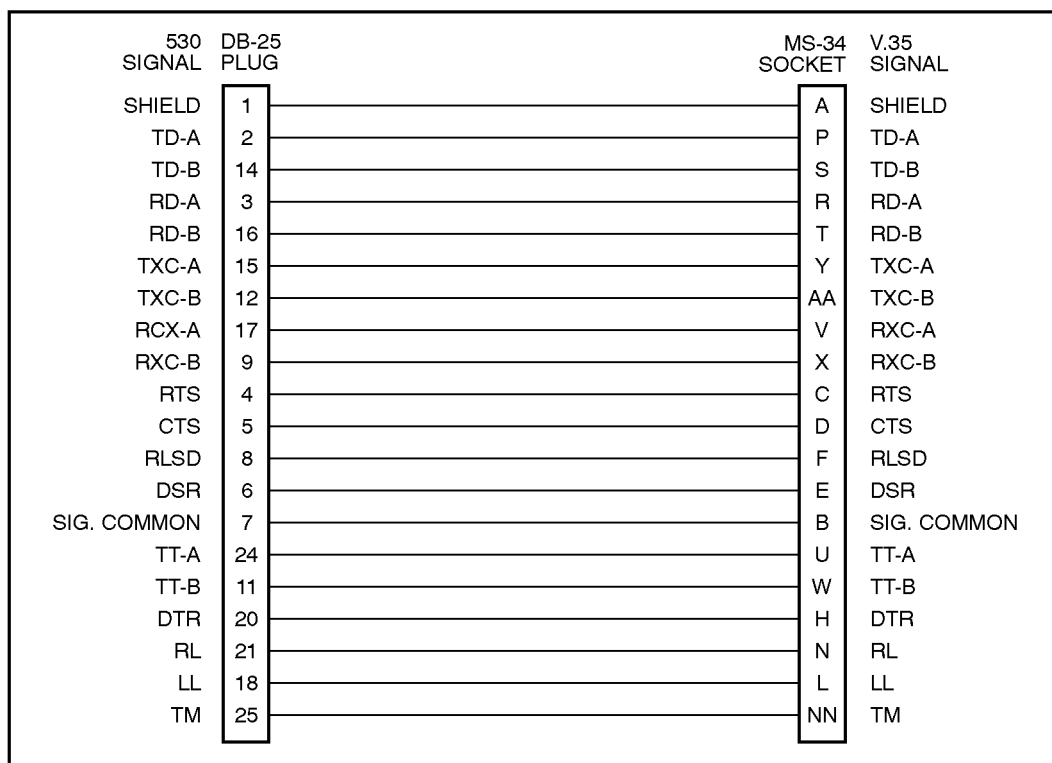 530 DB-25 MS-34 V.35
SIGNAL PLUG SOCKET SIGNAL
SHIELD 1 A SHIELD
TD-A 2 P TD-A
TD-B 14 S TD-B
RD-A 3 R RD-A
RD-B 16 T RD-B
TXC-A 15 Y TXC-A
TXC-B 12 AA TXC-B
RCX-A 17 V RXC-A
RXC-B 9 X RXC-B
RTS 4 C RTS
CTS 5 D CTS
RLSD 8 F RLSD
DSR 6 E DSR
SIG. COMMON 7 B SIG. COMMON
TT-A 24 U TT-A
TT-B 11 W TT-B
DTR 20 H DTR
RL 21 N RL
LL 18 L LL
TM 25 NN TM